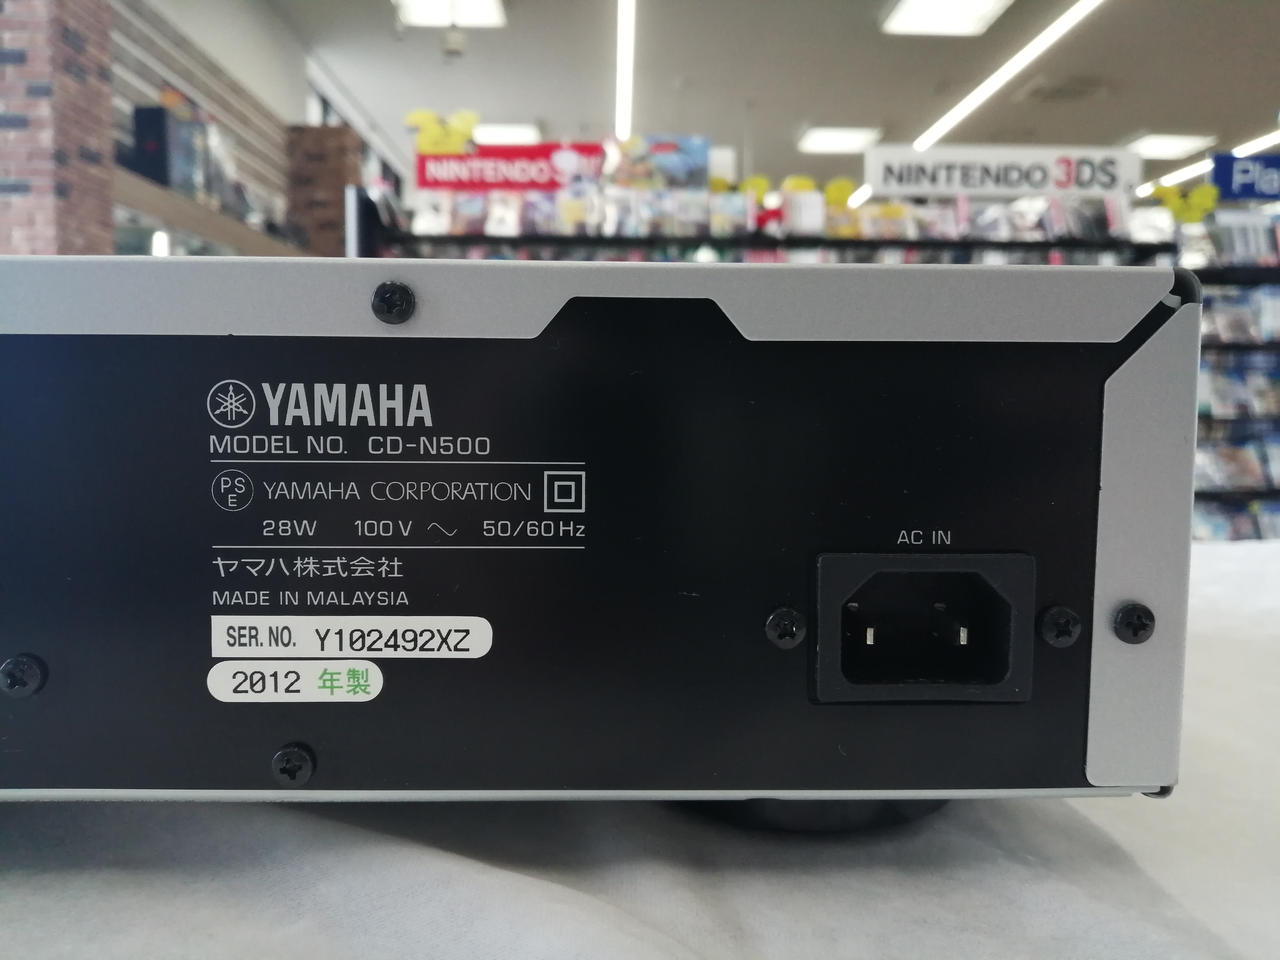 NINTENDO
NINTENDO 3DS
Pla
YAMAHA
MODEL NO. CD-N500
PSE YAMAHA CORPORATION
28W 100V ~ 50/60Hz
ヤマハ株式会社
MADE IN MALAYSIA
SER. NO. Y102492XZ
2012 年製
AC IN